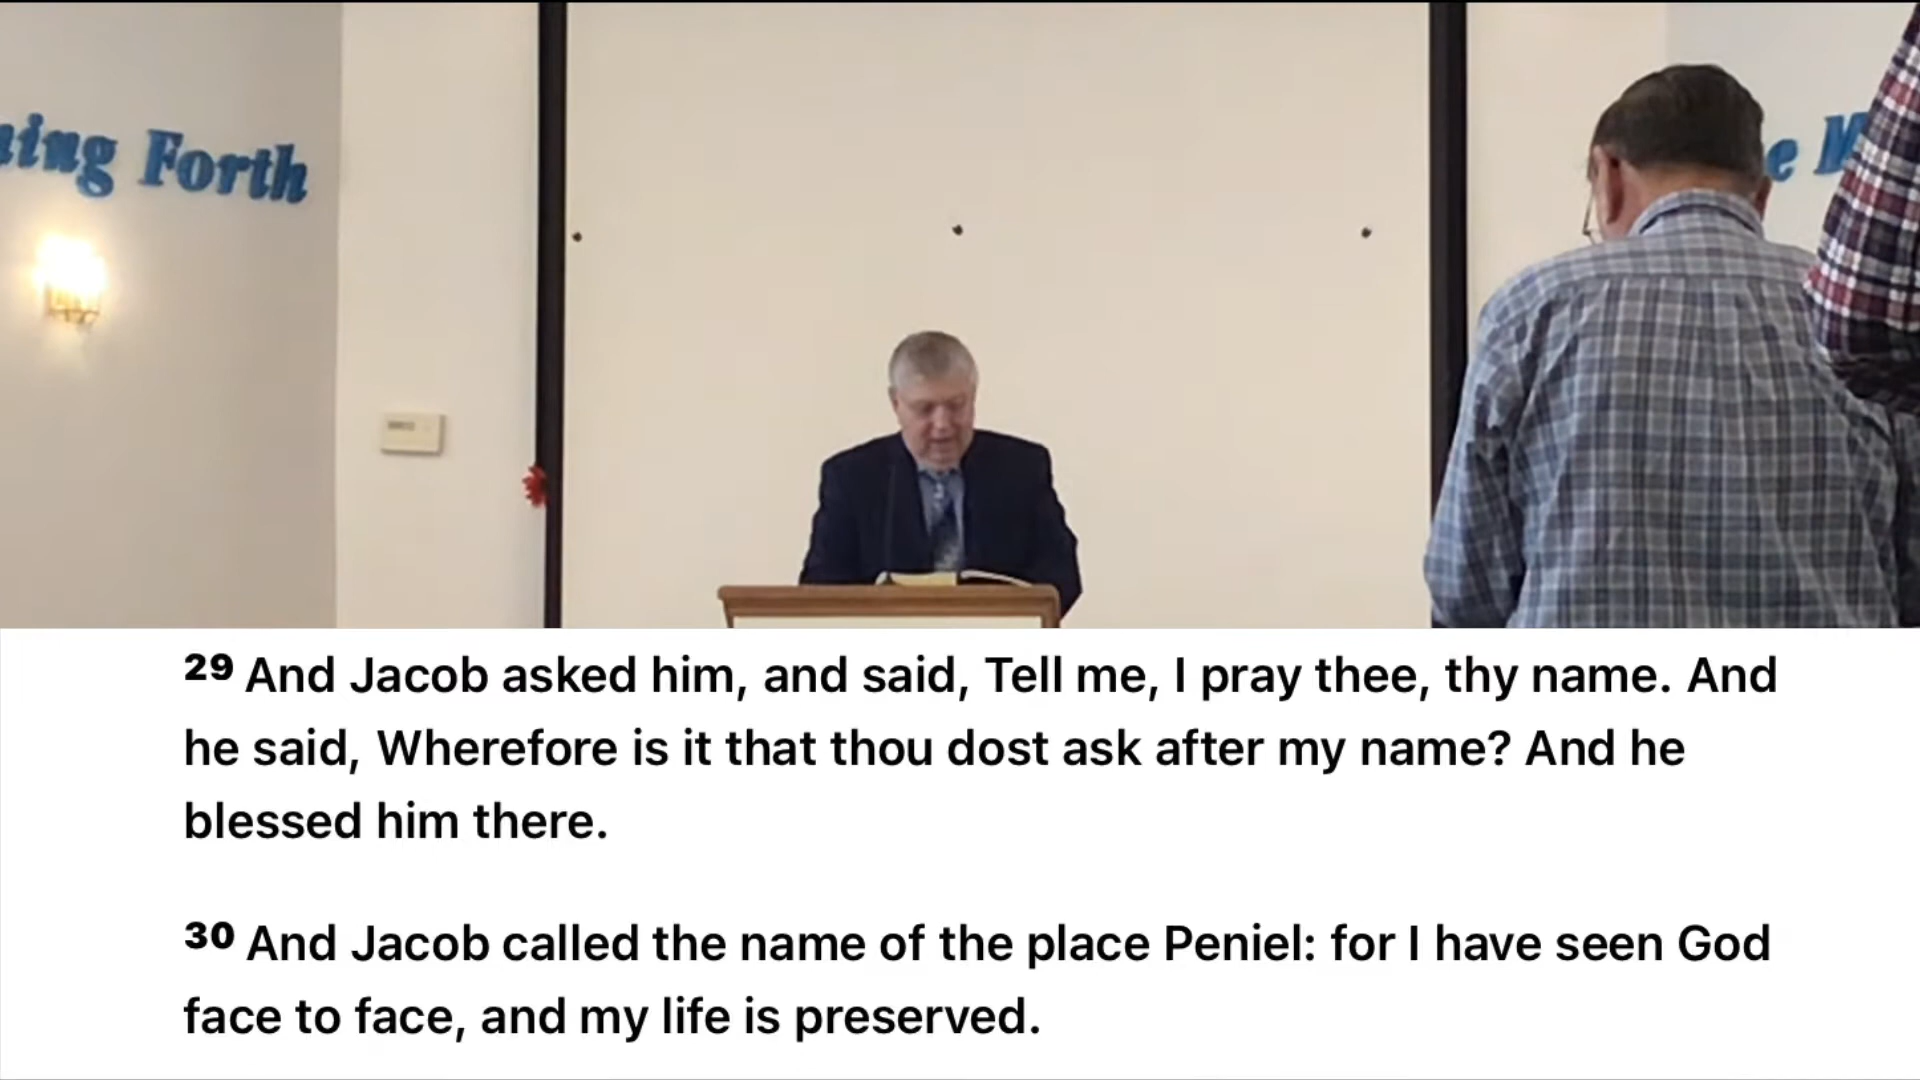 Forth
29 And Jacob asked him, and said, Tell me, I pray thee, thy name. And
he said, Wherefore is it that thou dost ask after my name? And he
blessed him there.
30 And Jacob called the name of the place Peniel: for I have seen God
face to face, and my life is preserved.